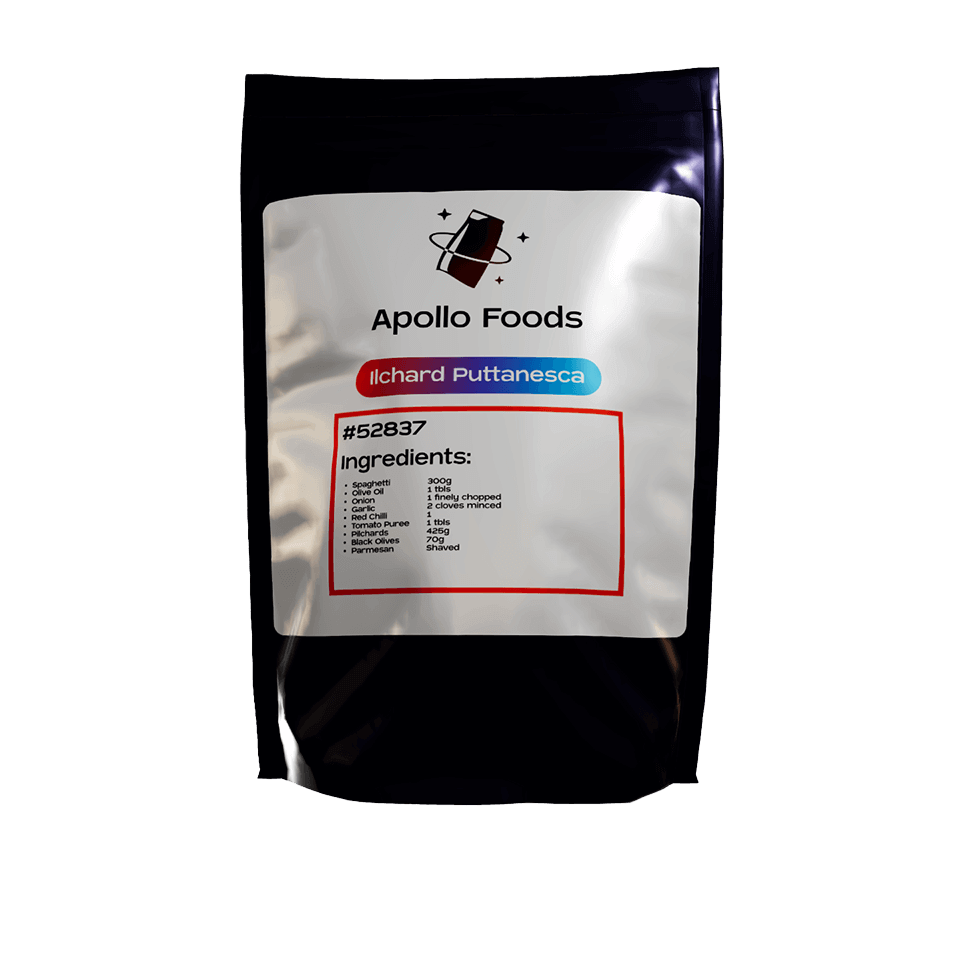 Apollo Foods
Ilchard Puttanesca
#52837
Ingredients:
• Spaghetti 300g
• Olive Oil 1 tbls
• Onion 1 finely chopped
• Garlic 2 cloves minced
• Red Chilli 1
• Tomato Puree 1 tbls
• Pilchards 425g
• Black Olives 70g
• Parmesan Shaved